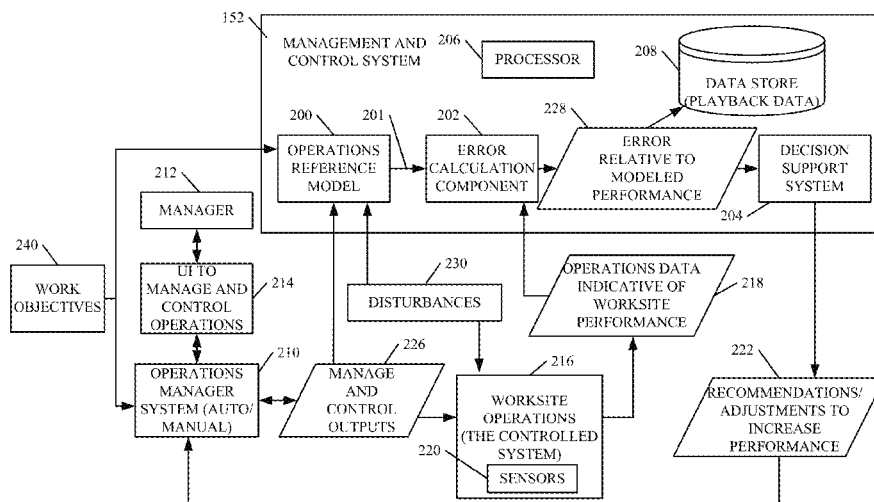 152
MANAGEMENT AND
CONTROL SYSTEM
206
PROCESSOR
208
DATA STORE
(PLAYBACK DATA)
200
201
202
228
OPERATIONS
REFERENCE
MODEL
ERROR
CALCULATION
COMPONENT
ERROR
RELATIVE TO
MODELED
PERFORMANCE
DECISION
SUPPORT
SYSTEM
204
212
MANAGER
240
WORK
OBJECTIVES
UI TO
MANAGE AND
CONTROL
OPERATIONS
214
230
DISTURBANCES
OPERATIONS DATA
INDICATIVE OF
WORKSITE
PERFORMANCE
218
210
OPERATIONS
MANAGER
SYSTEM (AUTO/
MANUAL)
226
MANAGE
AND
CONTROL
OUTPUTS
216
WORKSITE
OPERATIONS
(THE CONTROLLED
SYSTEM)
220
SENSORS
222
RECOMMENDATIONS/
ADJUSTMENTS TO
INCREASE
PERFORMANCE